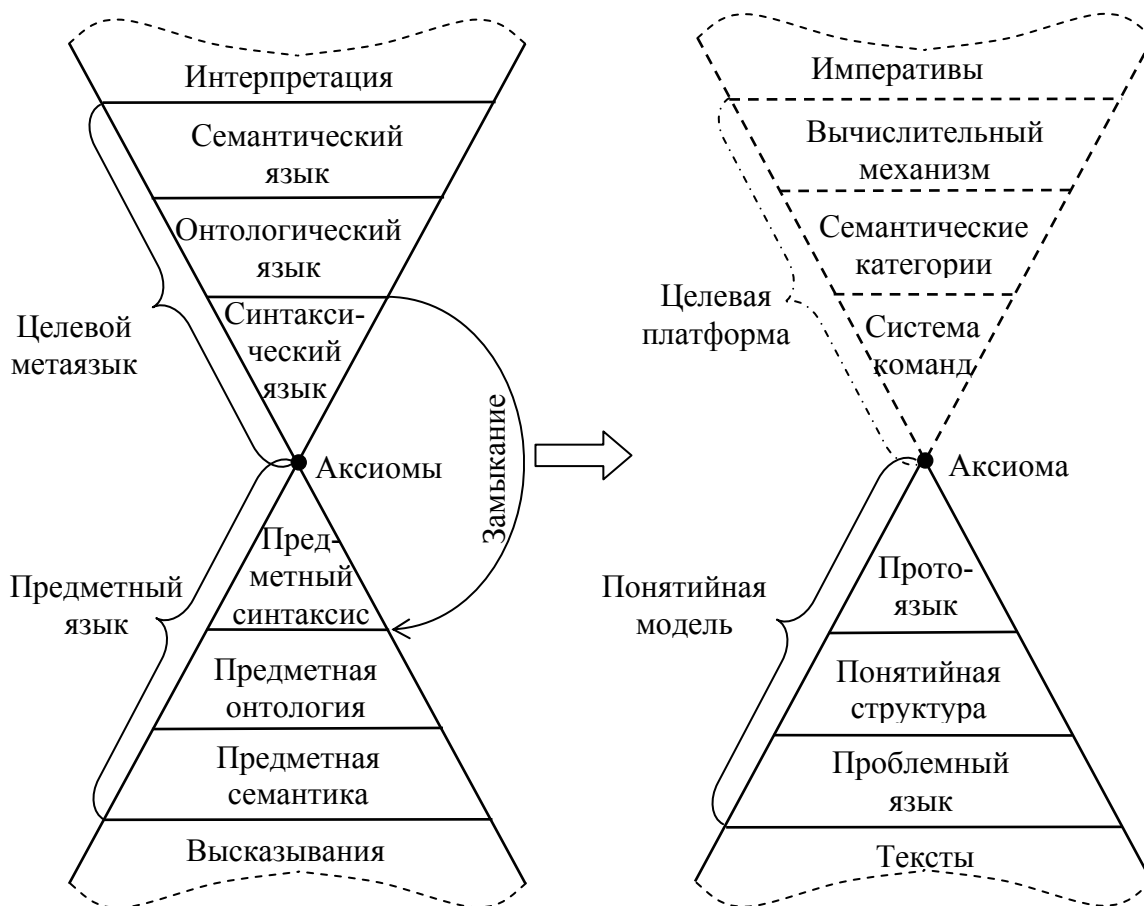 Интерпретация
Семантический
язык
Онтологический
язык
Синтакси-
ческий
язык
Целевой
метаязык
Аксиомы
Замыкание
Пред-
метный
синтаксис
Предметный
язык
Предметная
онтология
Предметная
семантика
Высказывания
Императивы
Вычислительный
механизм
Семантические
категории
Целевая
платформа
Система
команд
Аксиома
Прото-
язык
Понятийная
модель
Понятийная
структура
Проблемный
язык
Тексты